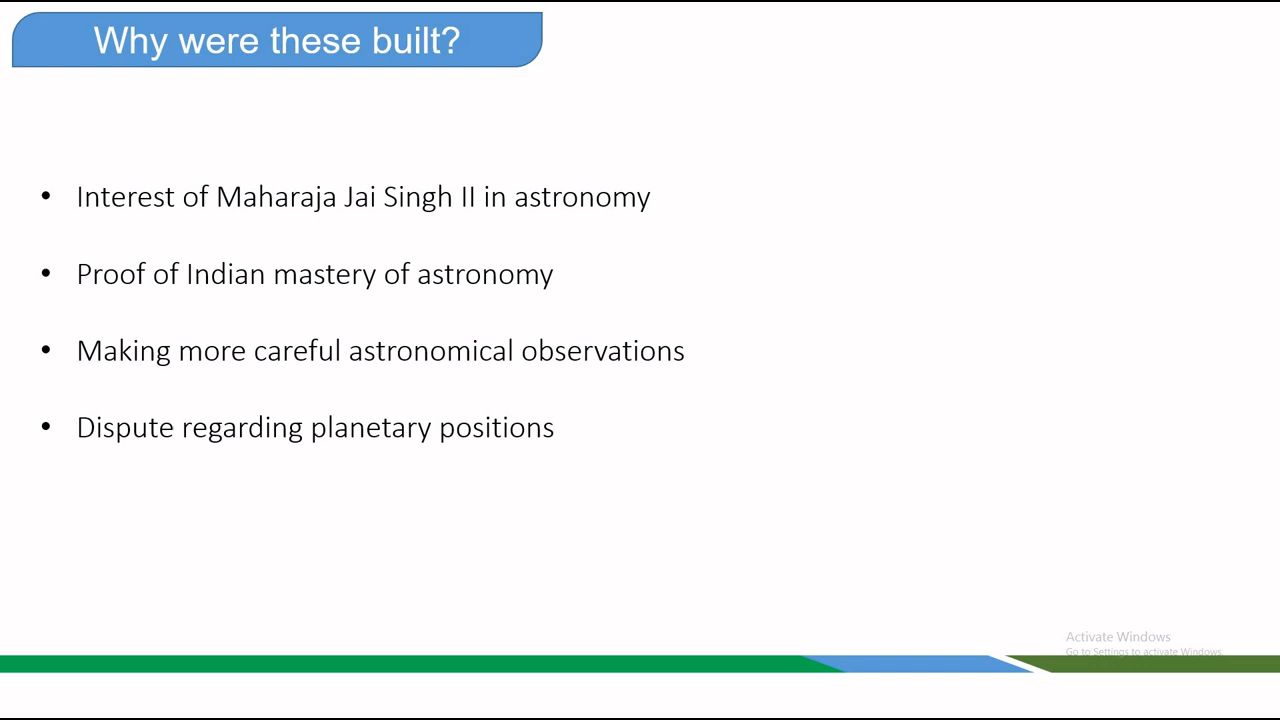 Why were these built?
• Interest of Maharaja Jai Singh II in astronomy
• Proof of Indian mastery of astronomy
• Making more careful astronomical observations
• Dispute regarding planetary positions
Activate Windows
Go to Settings to activate Windows.